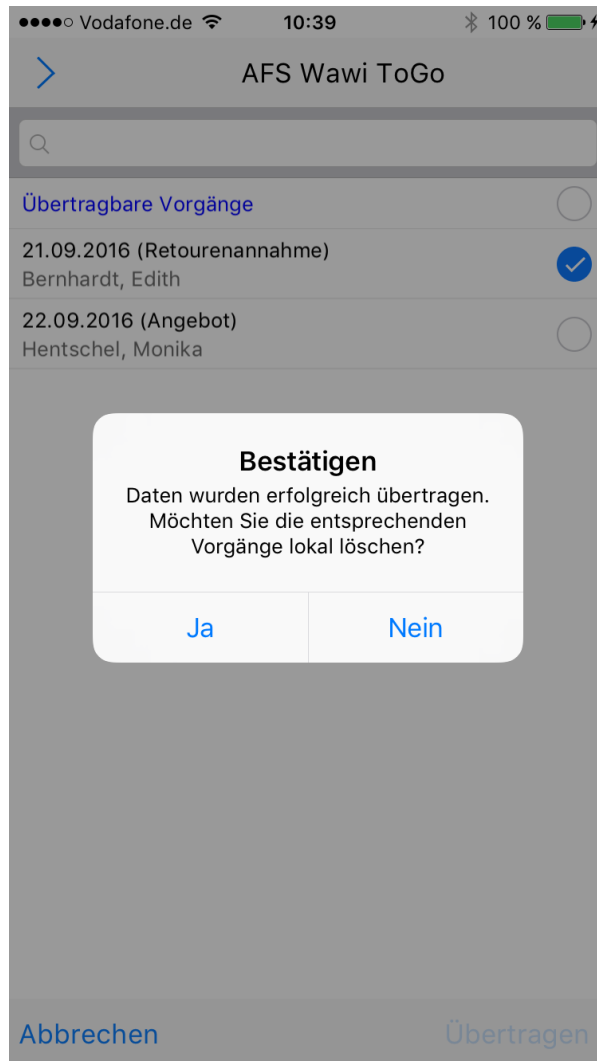 Vodafone.de 10:39 100 %
AFS Wawi ToGo
Übertragbare Vorgänge
21.09.2016 (Retourenannahme)
Bernhardt, Edith
22.09.2016 (Angebot)
Hentschel, Monika
Bestätigen
Daten wurden erfolgreich übertragen.
Möchten Sie die entsprechenden
Vorgänge lokal löschen?
Ja Nein
Abbrechen Übertragen